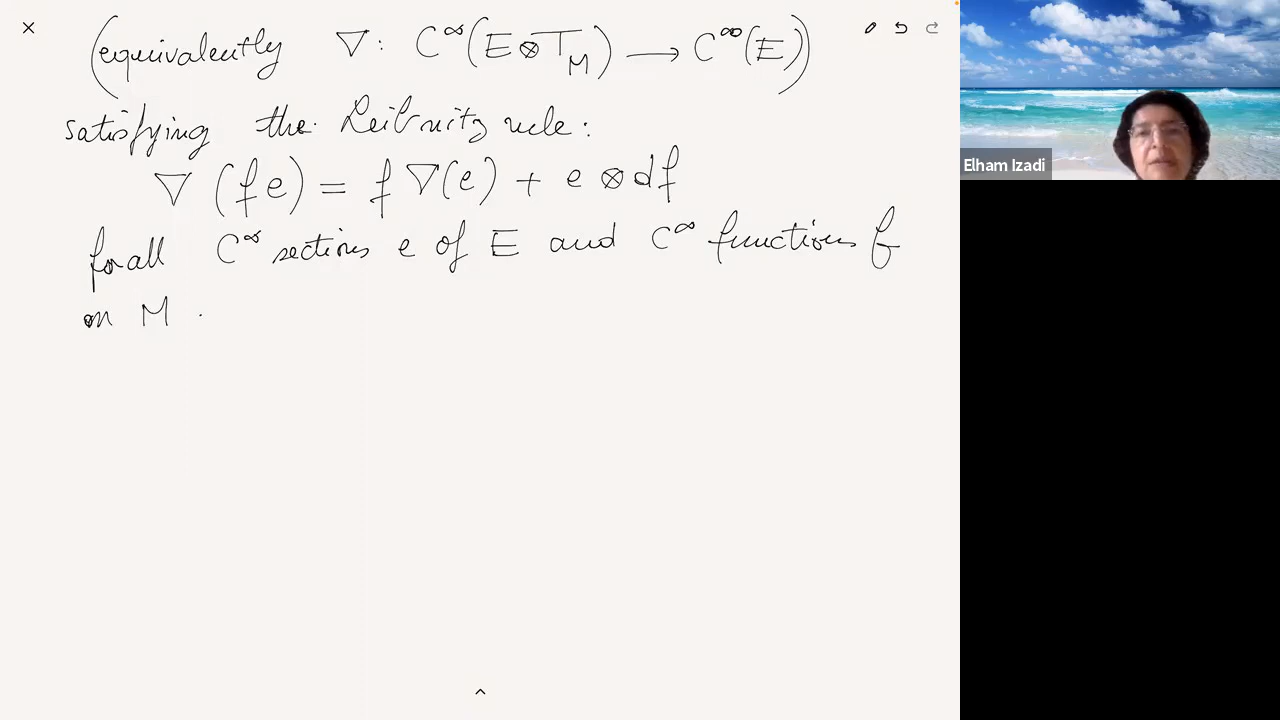 (equivalently ∇: C^∞(E⊗T_M) → C^∞(E))
satisfying the Leibnitz rule:
∇(fe) = f∇(e) + e⊗df
for all C^∞ sections e of E and C^∞ functions f
on M.
Elham Izadi